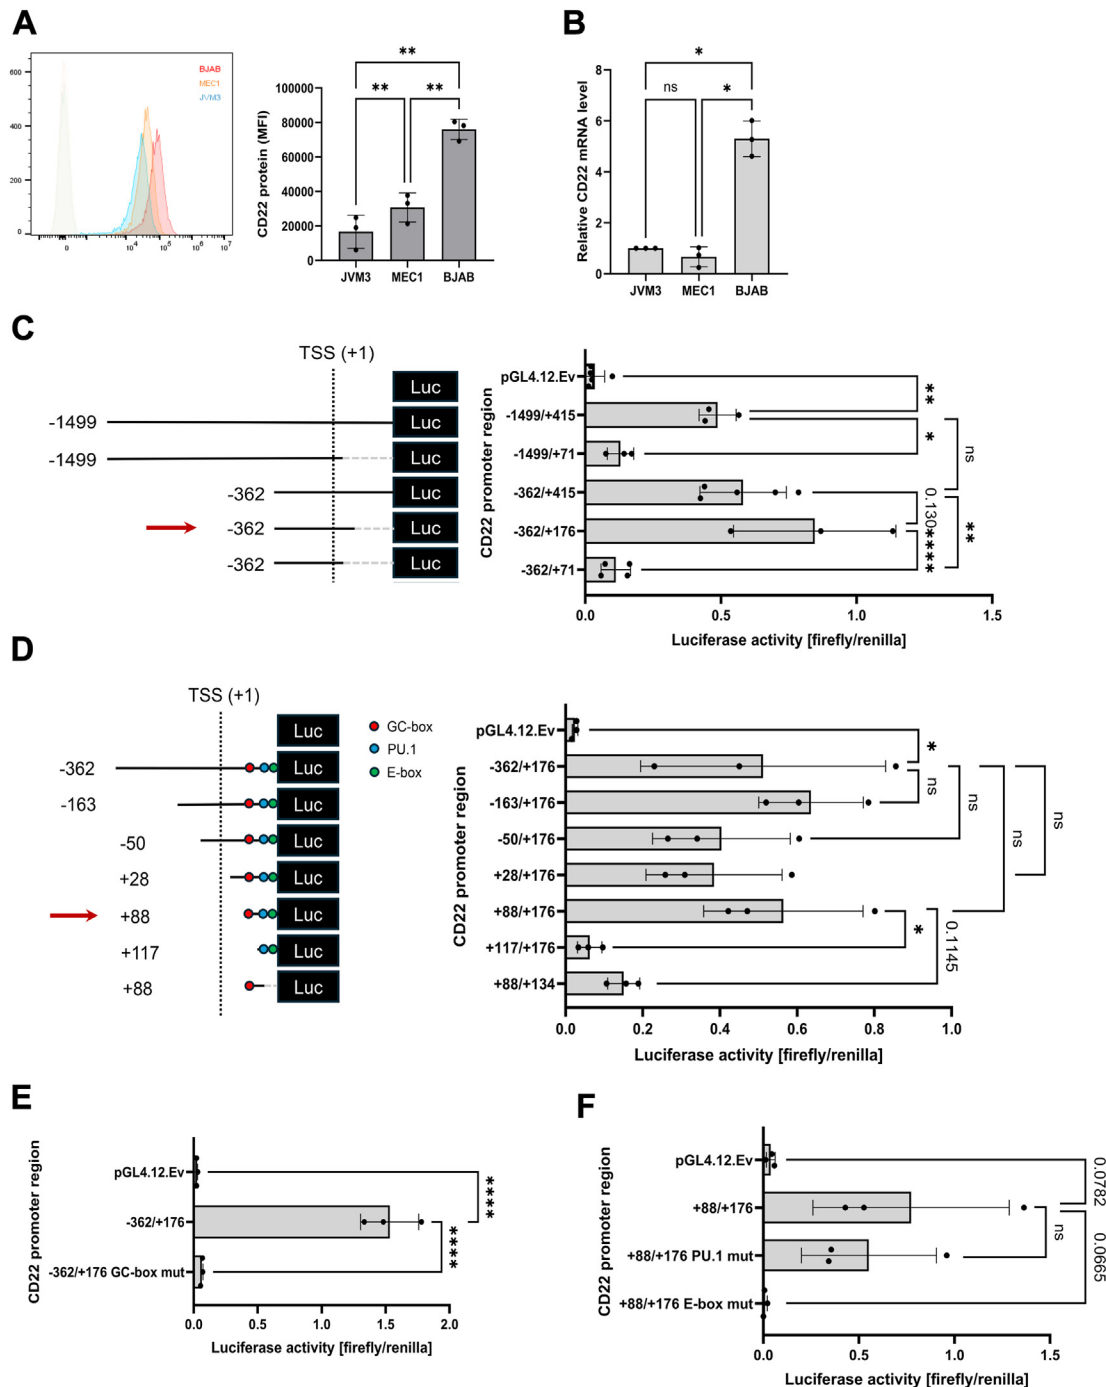 A
600
400
200
0
BJAB
MEC1
JVM3
0
10^4
10^5
10^6
10^7
CD22 protein (MFI)
100000
80000
60000
40000
20000
0
**
**
**
JVM3
MEC1
BJAB
B
Relative CD22 mRNA level
8
6
4
2
0
*
ns
*
JVM3
MEC1
BJAB
C
TSS (+1)
Luc
-1499
Luc
-1499
Luc
-362
Luc
-362
Luc
-362
Luc
CD22 promoter region
pGL4.12.Ev
-1499/+415
-1499/+71
-362/+415
-362/+176
-362/+71
**
*
ns
0.130
****
**
0.0
0.5
1.0
1.5
Luciferase activity [firefly/renilla]
D
TSS (+1)
Luc
-362
Luc
-163
Luc
-50
Luc
+28
Luc
+88
Luc
+117
Luc
+88
Luc
GC-box
PU.1
E-box
CD22 promoter region
pGL4.12.Ev
-362/+176
-163/+176
-50/+176
+28/+176
+88/+176
+117/+176
+88/+134
*
ns
ns
ns
ns
*
0.1145
0.0
0.2
0.4
0.6
0.8
1.0
Luciferase activity [firefly/renilla]
E
CD22 promoter region
pGL4.12.Ev
-362/+176
-362/+176 GC-box mut
****
****
0.0
0.5
1.0
1.5
2.0
Luciferase activity [firefly/renilla]
F
CD22 promoter region
pGL4.12.Ev
+88/+176
+88/+176 PU.1 mut
+88/+176 E-box mut
0.0782
ns
0.0665
0.0
0.5
1.0
1.5
Luciferase activity [firefly/renilla]